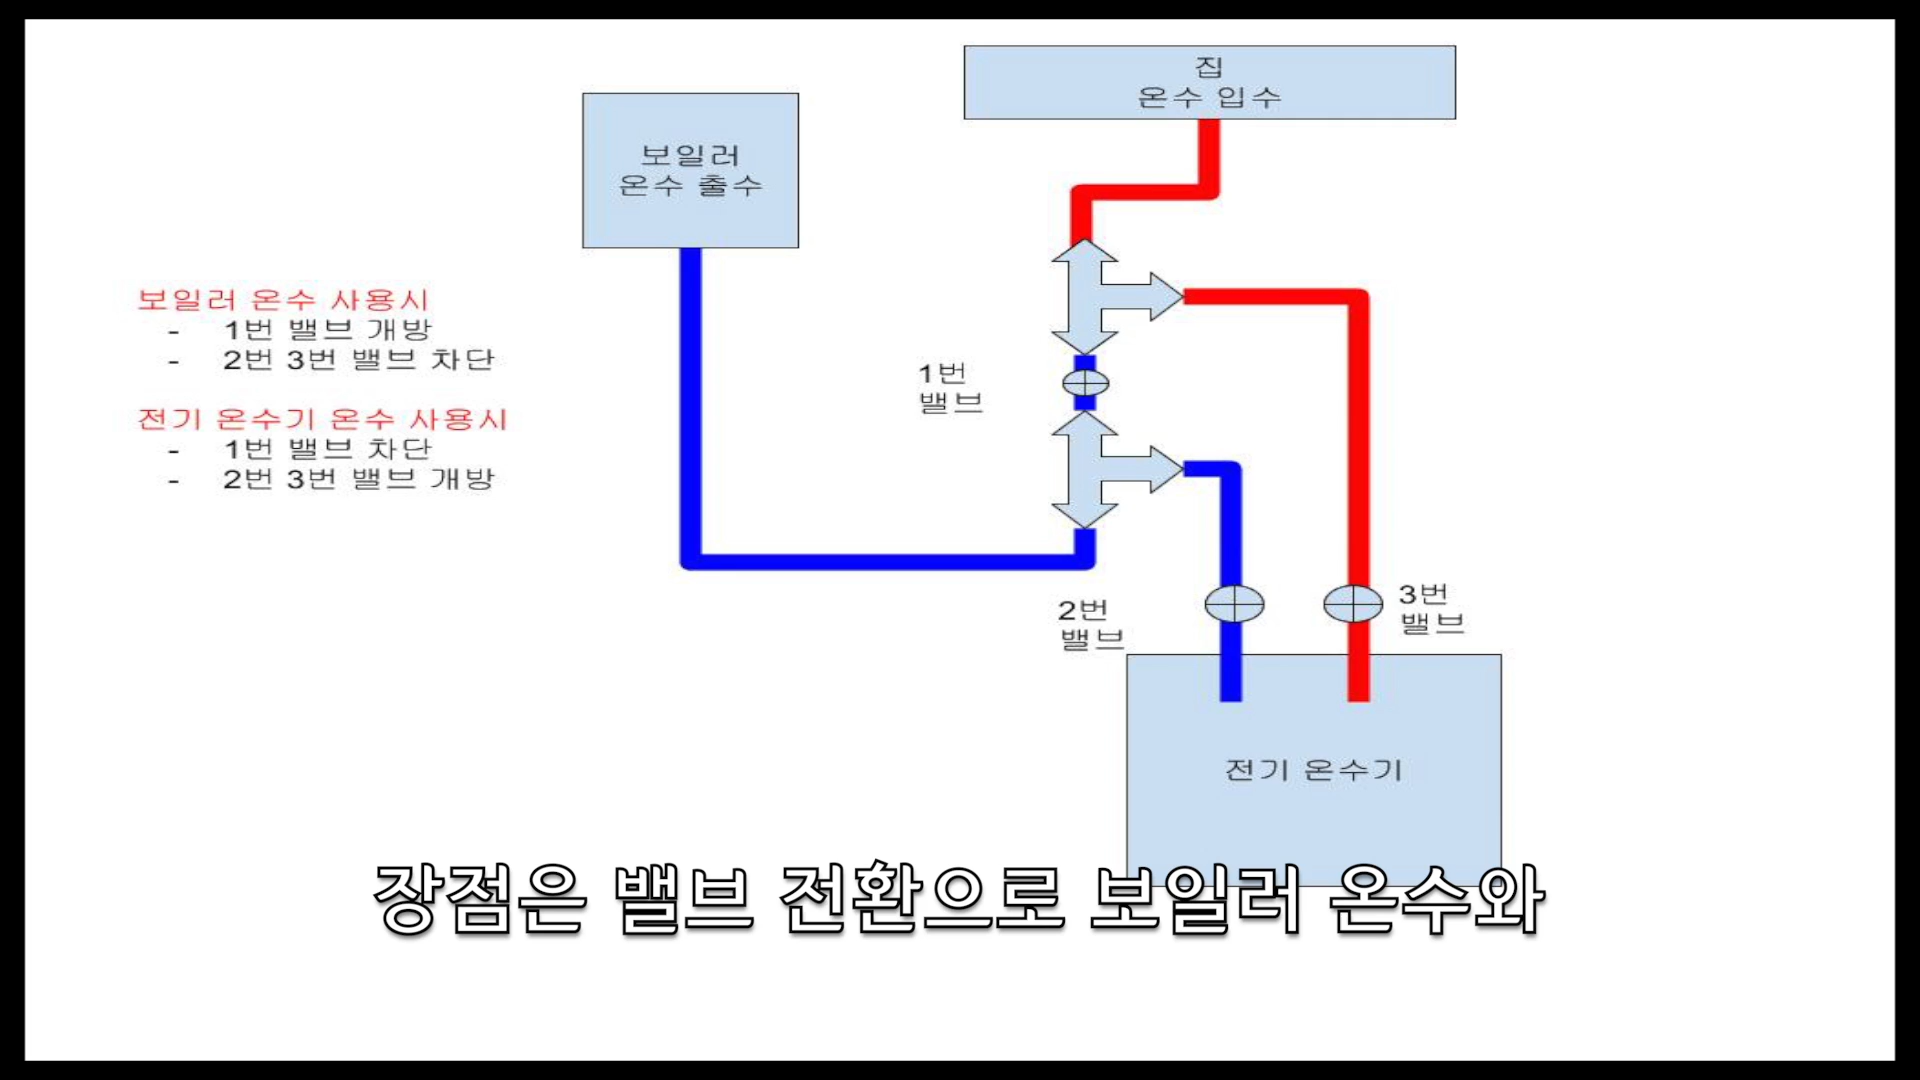 집
온수 입수
보일러
온수 출수
보일러 온수 사용시
- 1번 밸브 개방
- 2번 3번 밸브 차단
전기 온수기 온수 사용시
- 1번 밸브 차단
- 2번 3번 밸브 개방
1번
밸브
2번
밸브
3번
밸브
전기 온수기
장점은 밸브 전환으로 보일러 온수와